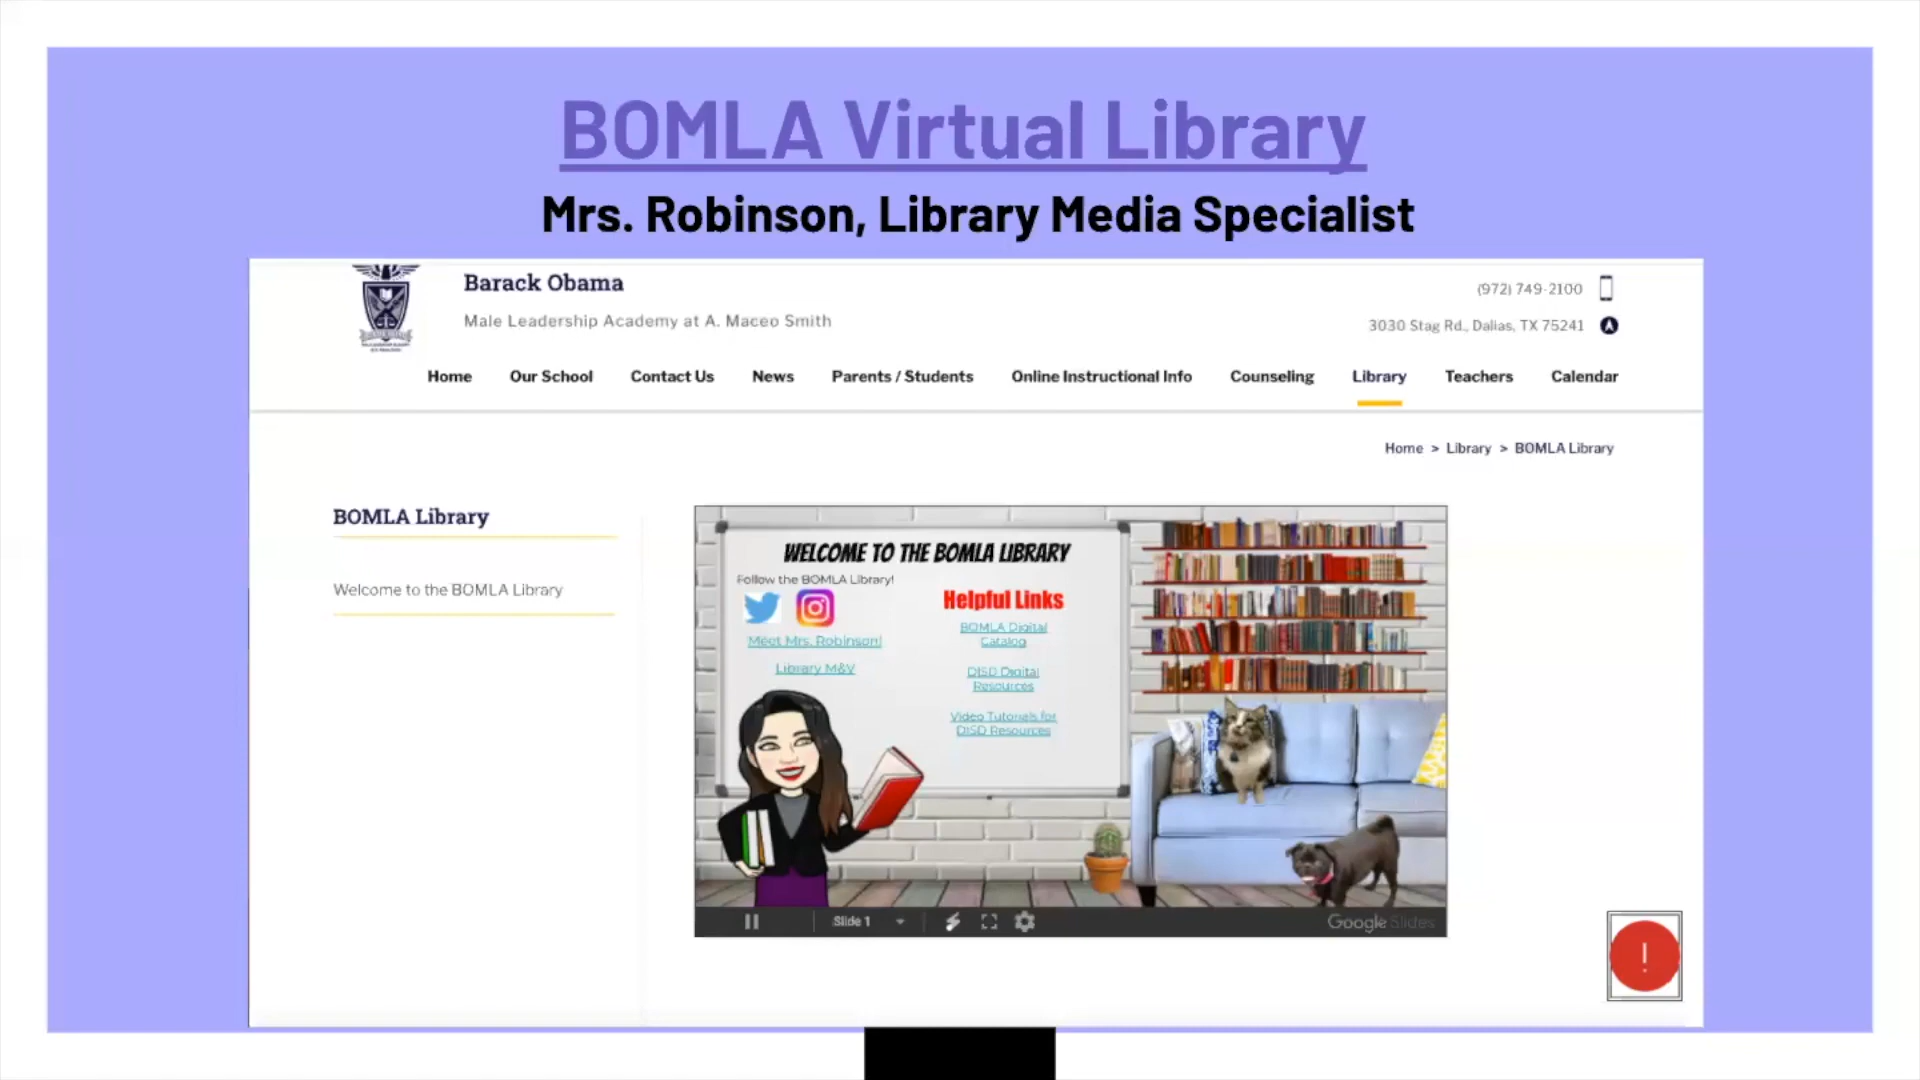 BOMLA Virtual Library
Mrs. Robinson, Library Media Specialist
Barack Obama
Male Leadership Academy at A. Maceo Smith
(972) 749-2100
3030 Stag Rd., Dallas, TX 75241
Home Our School Contact Us News Parents / Students Online Instructional Info Counseling Library Teachers Calendar
Home > Library > BOMLA Library
BOMLA Library
Welcome to the BOMLA Library
WELCOME TO THE BOMLA LIBRARY
Follow the BOMLA Library!
Meet Mrs. Robinson!
Library M&V
Helpful Links
BOMLA Digital
Catalog
DISD Digital
Resources
Video Tutorials for
DISD Resources
Slide 1
Google Slides
!